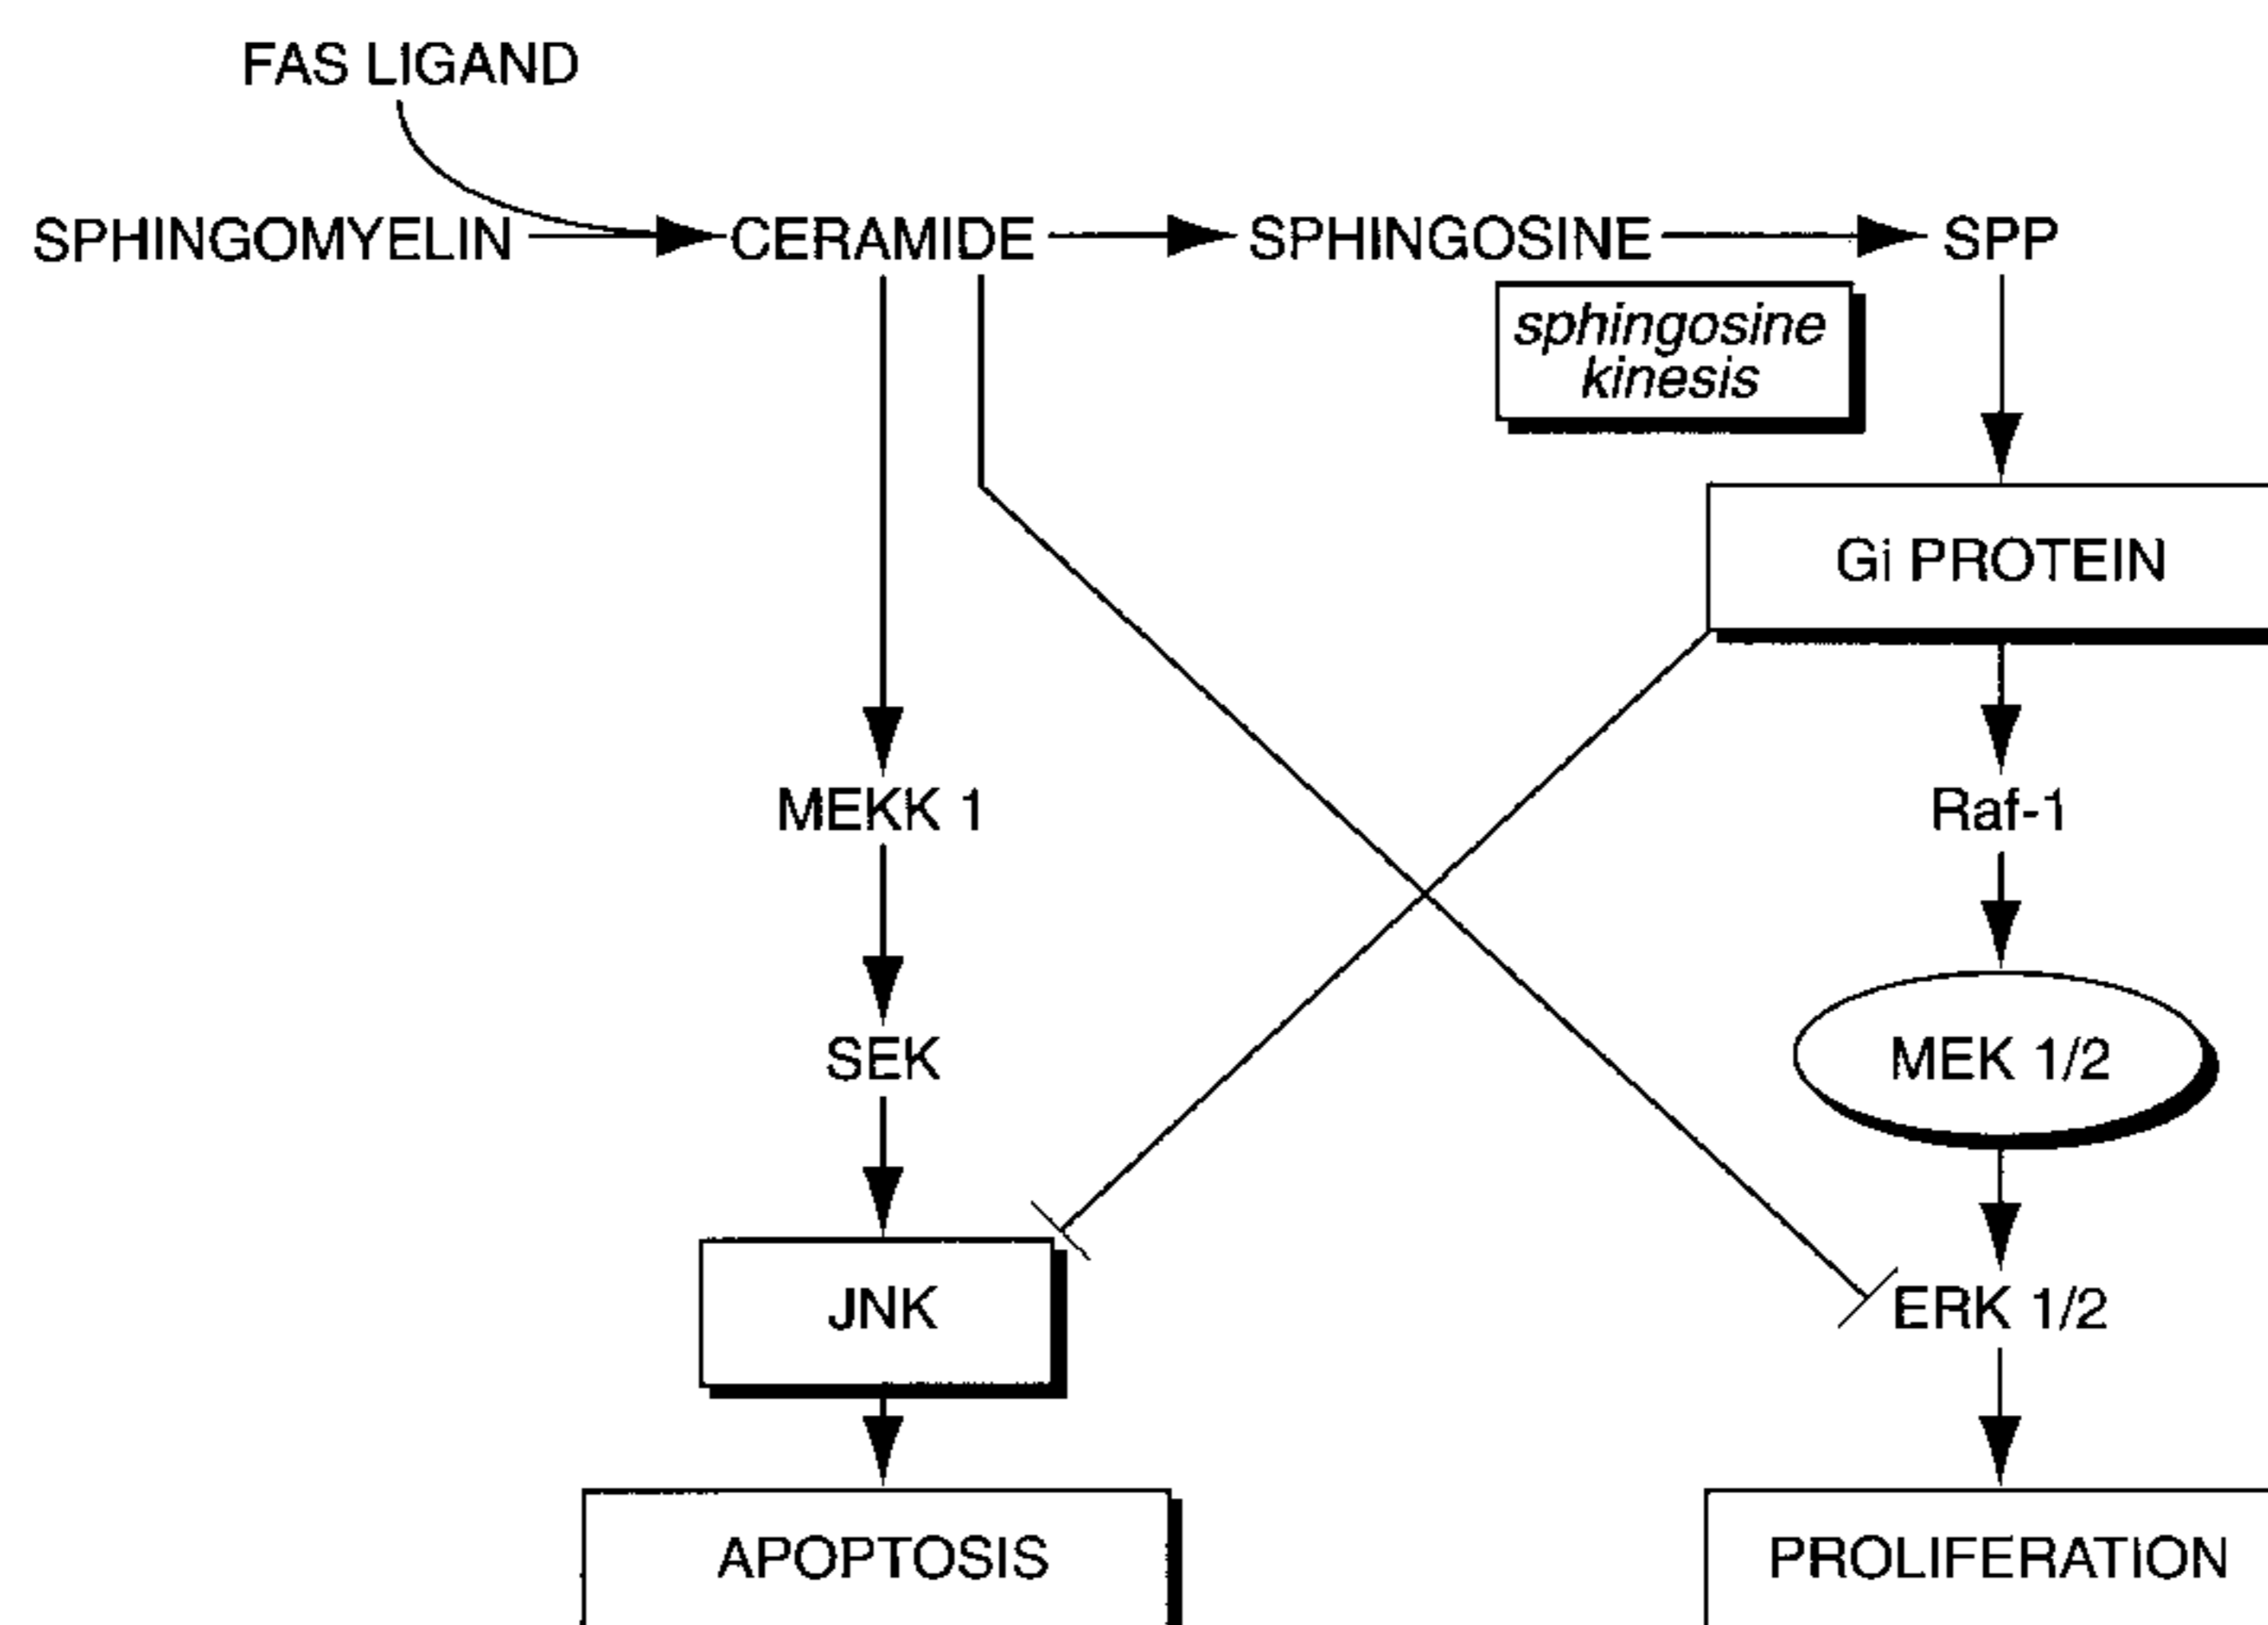 FAS LIGAND
SPHINGOMYELIN
CERAMIDE
SPHINGOSINE
SPP
sphingosine
kinesis
Gi PROTEIN
MEKK 1
Raf-1
SEK
MEK 1/2
JNK
ERK 1/2
APOPTOSIS
PROLIFERATION